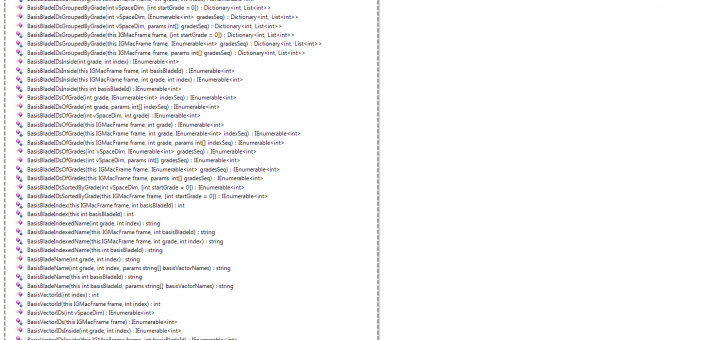 BasisBladeIDsGroupedByGrade(int vSpaceDim, [int startGrade = 0]) : Dictionary<int, List<int>>
BasisBladeIDsGroupedByGrade(int vSpaceDim, IEnumerable<int> gradesSeq) : Dictionary<int, List<int>>
BasisBladeIDsGroupedByGrade(int vSpaceDim, params int[] gradesSeq) : Dictionary<int, List<int>>
BasisBladeIDsGroupedByGrade(this IGMacFrame frame, [int startGrade = 0]) : Dictionary<int, List<int>>
BasisBladeIDsGroupedByGrade(this IGMacFrame frame, IEnumerable<int> gradesSeq) : Dictionary<int, List<int>>
BasisBladeIDsGroupedByGrade(this IGMacFrame frame, params int[] gradesSeq) : Dictionary<int, List<int>>
BasisBladeIDsInside(int grade, int index) : IEnumerable<int>
BasisBladeIDsInside(this IGMacFrame frame, int basisBladeId) : IEnumerable<int>
BasisBladeIDsInside(this IGMacFrame frame, int grade, int index) : IEnumerable<int>
BasisBladeIDsInside(this int basisBladeId) : IEnumerable<int>
BasisBladeIDsOfGrade(int grade, IEnumerable<int> indexSeq) : IEnumerable<int>
BasisBladeIDsOfGrade(int grade, params int[] indexSeq) : IEnumerable<int>
BasisBladeIDsOfGrade(int vSpaceDim, int grade) : IEnumerable<int>
BasisBladeIDsOfGrade(this IGMacFrame frame, int grade) : IEnumerable<int>
BasisBladeIDsOfGrade(this IGMacFrame frame, int grade, IEnumerable<int> indexSeq) : IEnumerable<int>
BasisBladeIDsOfGrade(this IGMacFrame frame, int grade, params int[] indexSeq) : IEnumerable<int>
BasisBladeIDsOfGrades(int vSpaceDim, IEnumerable<int> gradesSeq) : IEnumerable<int>
BasisBladeIDsOfGrades(int vSpaceDim, params int[] gradesSeq) : IEnumerable<int>
BasisBladeIDsOfGrades(this IGMacFrame frame, IEnumerable<int> gradesSeq) : IEnumerable<int>
BasisBladeIDsOfGrades(this IGMacFrame frame, params int[] gradesSeq) : IEnumerable<int>
BasisBladeIDsSortedByGrade(int vSpaceDim, [int startGrade = 0]) : IEnumerable<int>
BasisBladeIDsSortedByGrade(this IGMacFrame frame, [int startGrade = 0]) : IEnumerable<int>
BasisBladeIndex(this IGMacFrame frame, int basisBladeId) : int
BasisBladeIndex(this int basisBladeId) : int
BasisBladeIndexedName(int grade, int index) : string
BasisBladeIndexedName(this IGMacFrame frame, int basisBladeId) : string
BasisBladeIndexedName(this IGMacFrame frame, int grade, int index) : string
BasisBladeIndexedName(this int basisBladeId) : string
BasisBladeName(int grade, int index) : string
BasisBladeName(int grade, int index, params string[] basisVactorNames) : string
BasisBladeName(this int basisBladeId) : string
BasisBladeName(this int basisBladeId, params string[] basisVactorNames) : string
BasisVectorId(int index) : int
BasisVectorId(this IGMacFrame frame, int index) : int
BasisVectorIDs(int vSpaceDim) : IEnumerable<int>
BasisVectorIDs(this IGMacFrame frame) : IEnumerable<int>
BasisVectorIDsInside(int grade, int index) : IEnumerable<int>
BasisVectorIDsInside(this IGMacFrame frame, int basisBladeId) : IEnumerable<int>